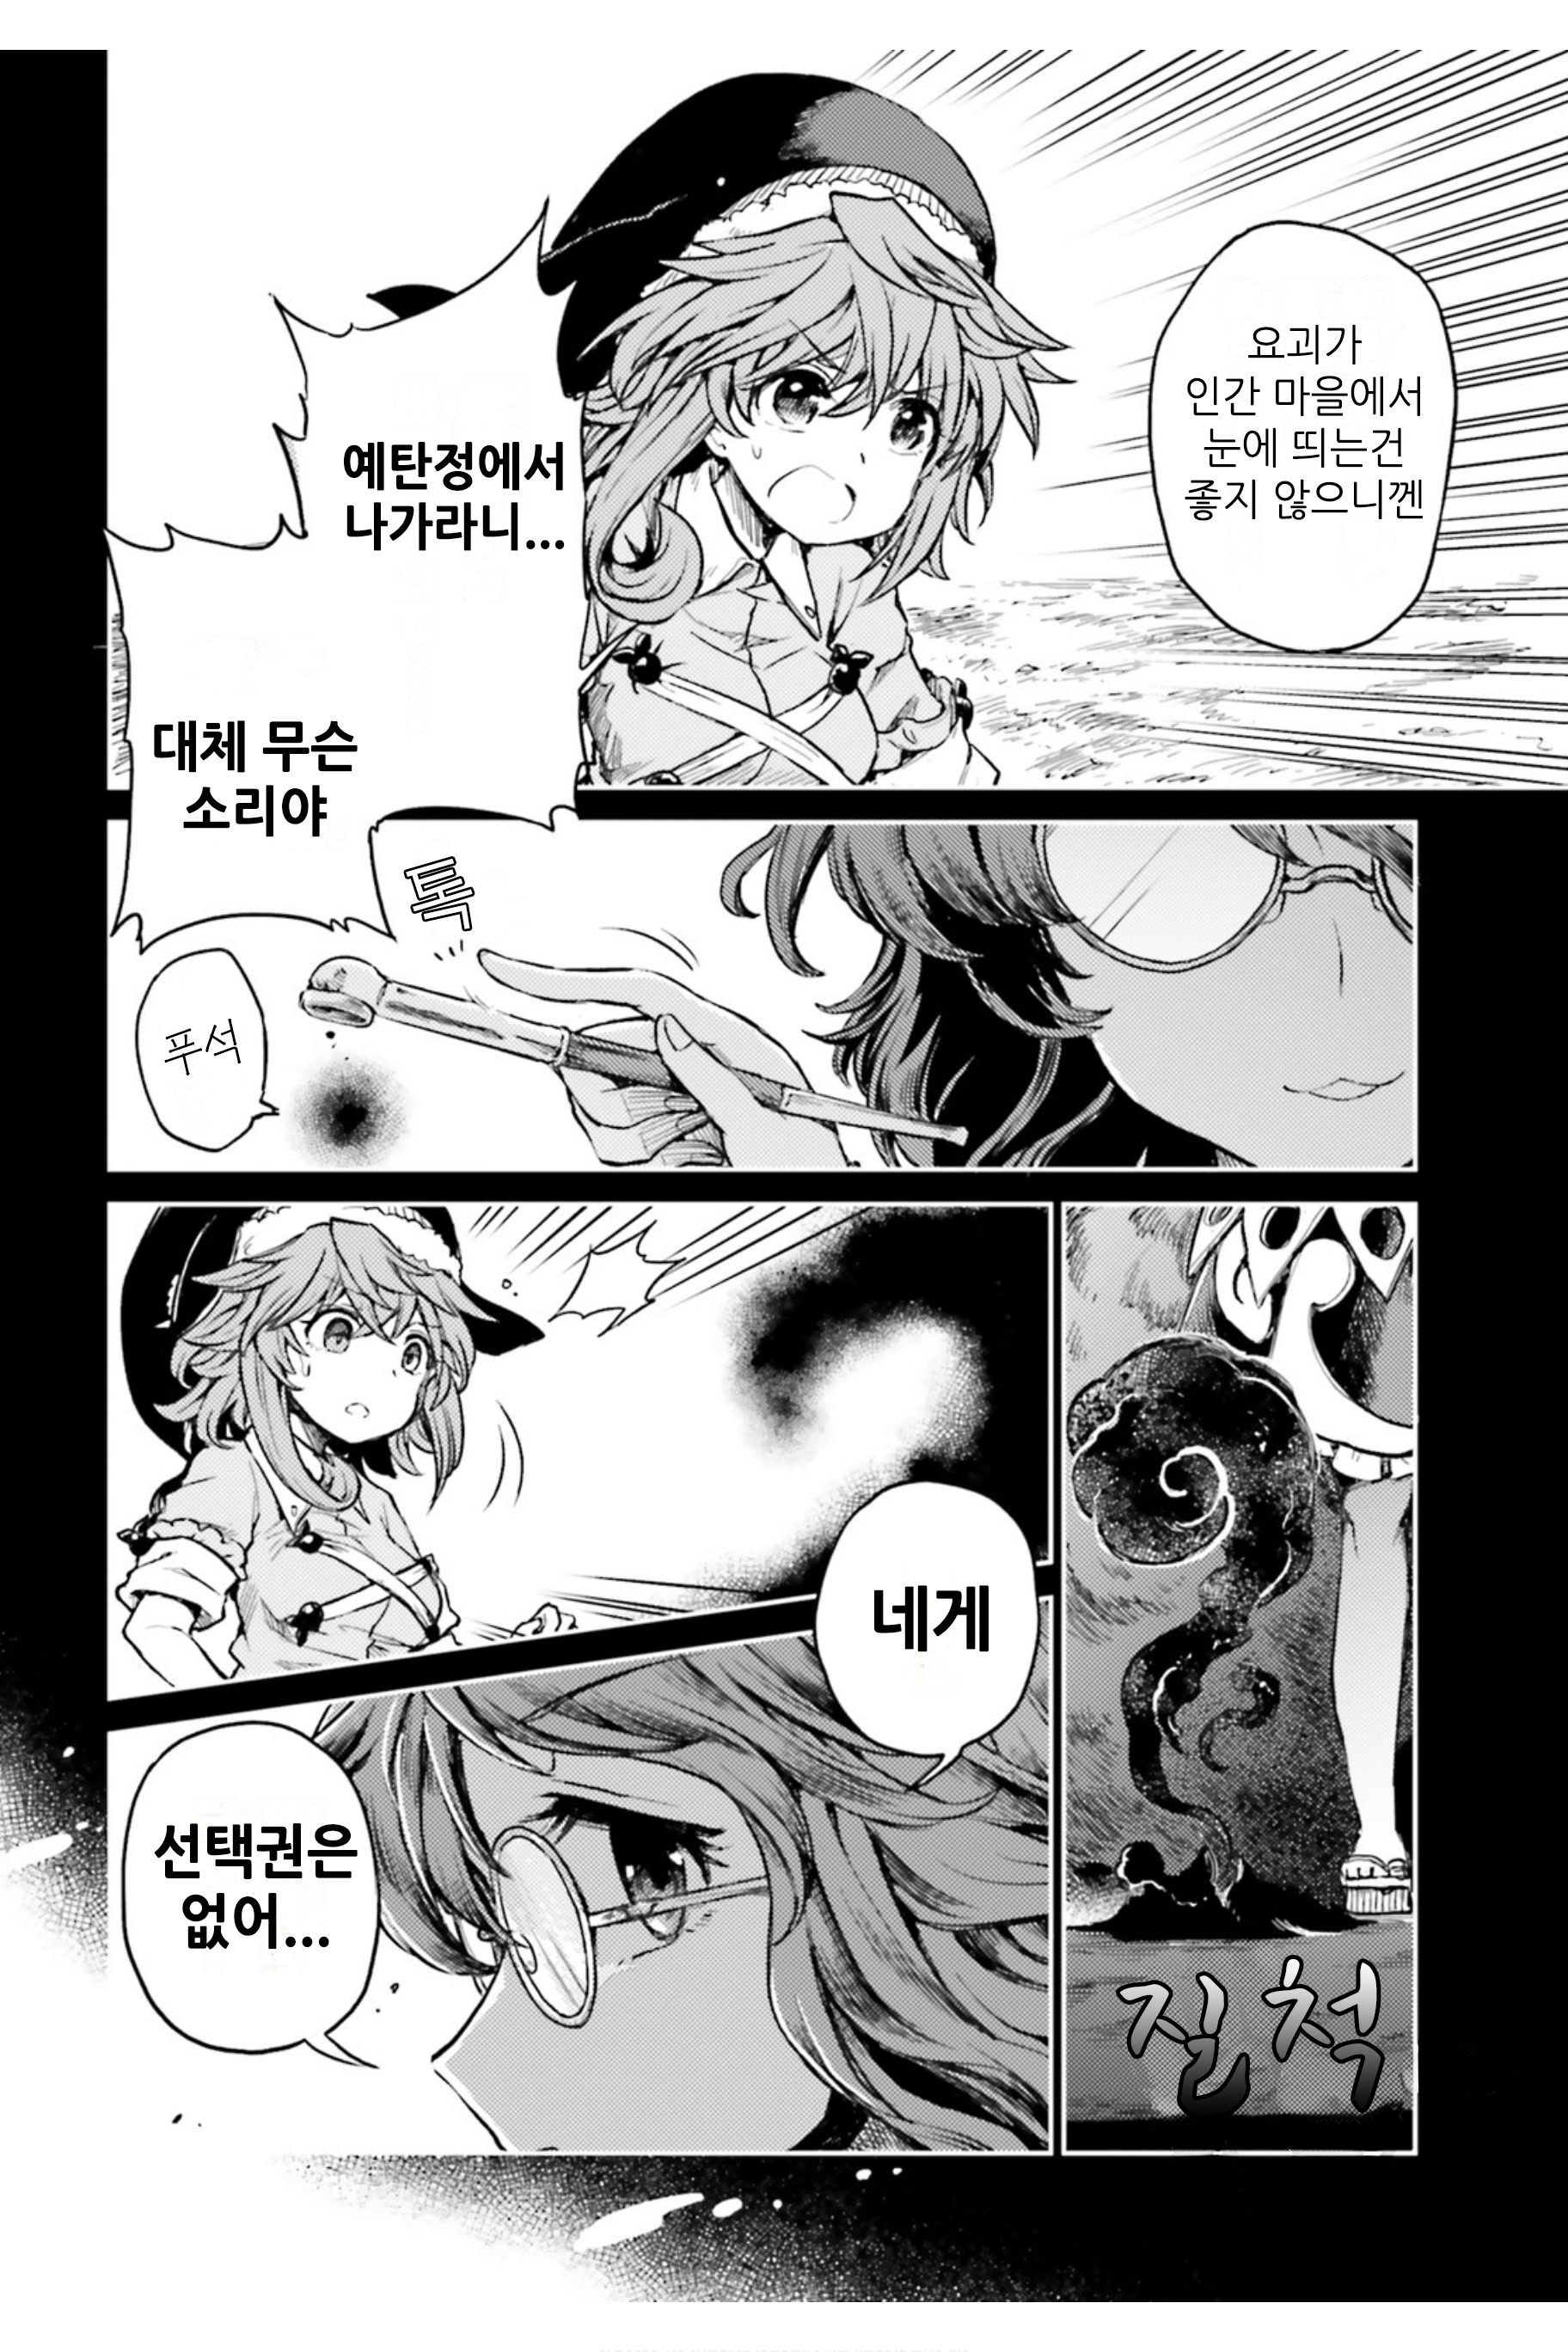 요괴가
인간 마을에서
눈에 띄는건
좋지 않으니껜
예탄정에서
나가라니...
대체 무슨
소리야
톡
푸석
질척
네게
선택권은
없어...